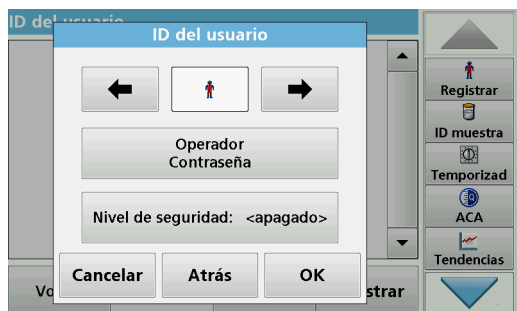 ID del usuario
ID del usuario
Operador
Contraseña
Nivel de seguridad: <apagado>
Cancelar
Atrás
OK
Registrar
ID muestra
Temporizad
ACA
Tendencias